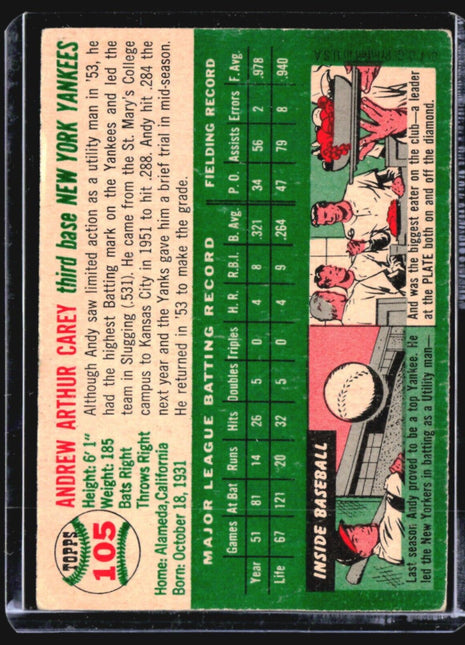 TOPPS
105
ANDREW ARTHUR CAREY third base NEW YORK YANKEES
Height: 6' 1"
Weight: 185
Bats Right
Throws Right
Home: Alameda, California
Born: October 18, 1931
Although Andy saw limited action as a utility man in '53, he
had the highest Batting mark on the Yankees and led the
team in Slugging (.531). He came from the St. Mary's College
campus to Kansas City in 1951 to hit .288. Andy hit .284 the
next year and the Yanks gave him a brief trial in mid-season.
He returned in '53 to make the grade.
MAJOR LEAGUE BATTING RECORD FIELDING RECORD
Games At Bat Runs Hits Doubles Triples H. R. R.B.I. B. Avg. P. O. Assists Errors F. Avg.
Year 51 81 14 26 5 0 4 8 .321 34 56 2 .978
Life 67 121 20 32 5 0 4 9 .264 47 79 8 .940
INSIDE BASEBALL
Last season, Andy proved to be a top Yankee. He
led the New Yorkers in batting as a Utility man—
And was the biggest eater on the club—a leader
at the PLATE both on and off the diamond.
U.S.A.